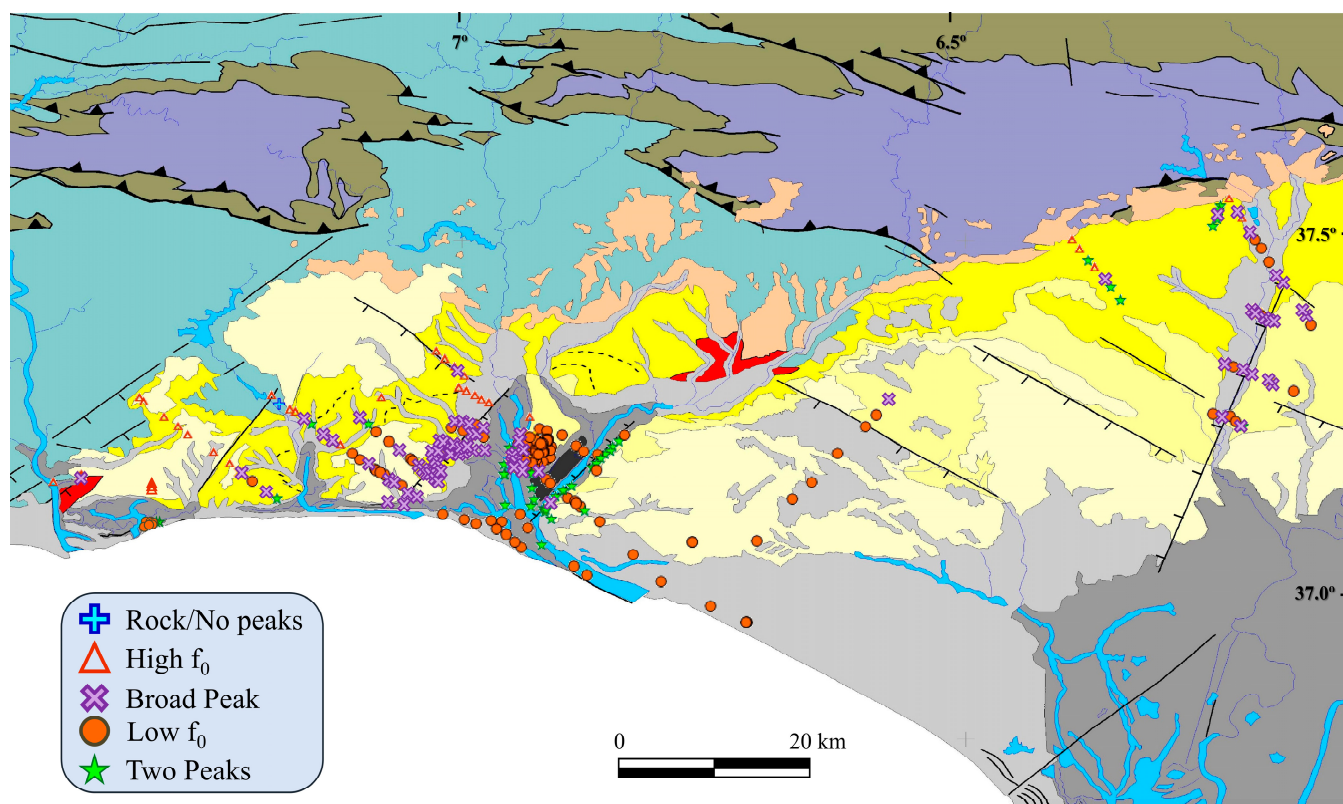 7º
6.5º
37.5º
37.0º
Rock/No peaks
High f₀
Broad Peak
Low f₀
Two Peaks
0
20 km